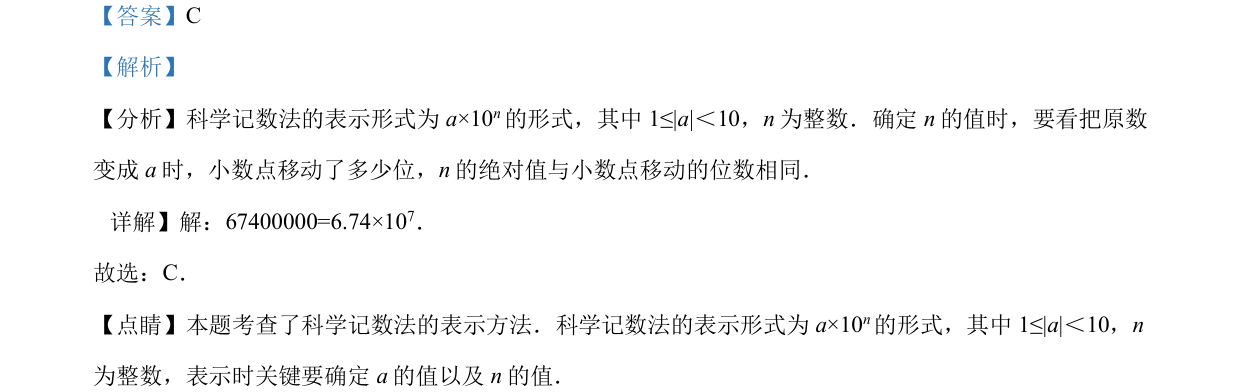 【答案】C
【解析】
【分析】科学记数法的表示形式为 a×10ⁿ 的形式，其中 1≤|a|＜10，n 为整数．确定 n 的值时，要看把原数
变成 a 时，小数点移动了多少位，n 的绝对值与小数点移动的位数相同．
详解】解：67400000=6.74×10⁷．
故选：C．
【点睛】本题考查了科学记数法的表示方法．科学记数法的表示形式为 a×10ⁿ 的形式，其中 1≤|a|＜10，n
为整数，表示时关键要确定 a 的值以及 n 的值．